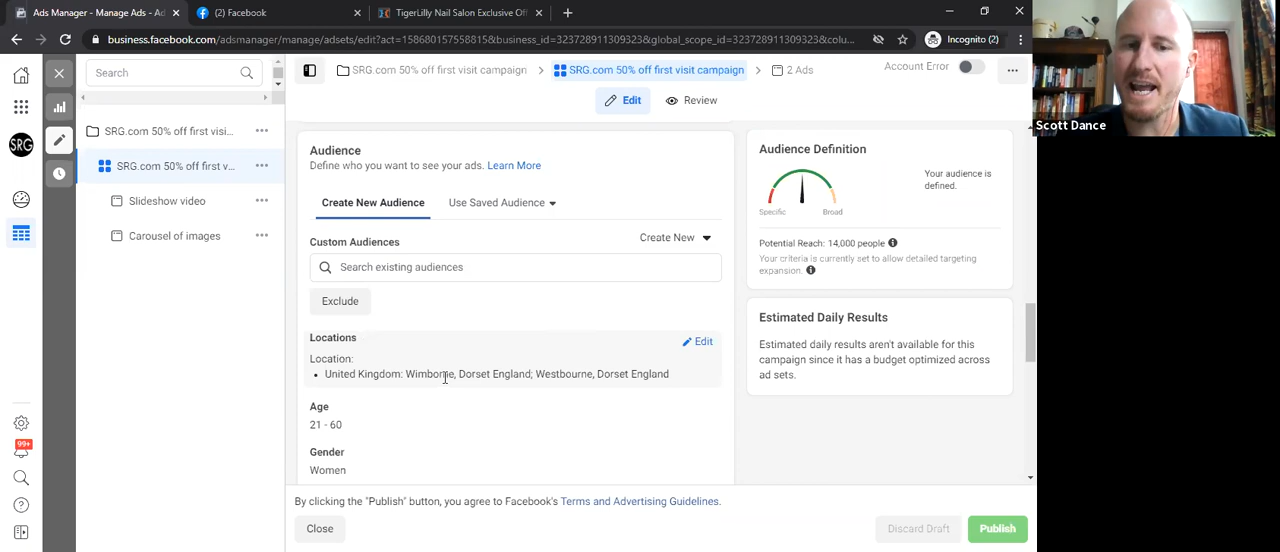 Ads Manager - Manage Ads - Ad
(2) Facebook
TigerLilly Nail Salon Exclusive Off
business.facebook.com/adsmanager/manage/adsets/edit?act=158680157558815&business_id=323728911309323&global_scope_id=323728911309323&colu...
Incognito (2)
Search
SRG.com 50% off first visit campaign
SRG.com 50% off first visit campaign
2 Ads
Account Error
Edit
Review
SRG.com 50% off first visi...
SRG.com 50% off first v...
Slideshow video
Carousel of images
SRG
99+
Audience
Define who you want to see your ads. Learn More
Create New Audience
Use Saved Audience
Custom Audiences
Create New
Search existing audiences
Exclude
Locations
Edit
Location:
United Kingdom: Wimborne, Dorset England; Westbourne, Dorset England
Age
21 - 60
Gender
Women
Audience Definition
Your audience is
defined.
Specific
Broad
Potential Reach: 14,000 people
Your criteria is currently set to allow detailed targeting
expansion.
Estimated Daily Results
Estimated daily results aren't available for this
campaign since it has a budget optimized across
ad sets.
By clicking the "Publish" button, you agree to Facebook's Terms and Advertising Guidelines.
Close
Discard Draft
Publish
Scott Dance